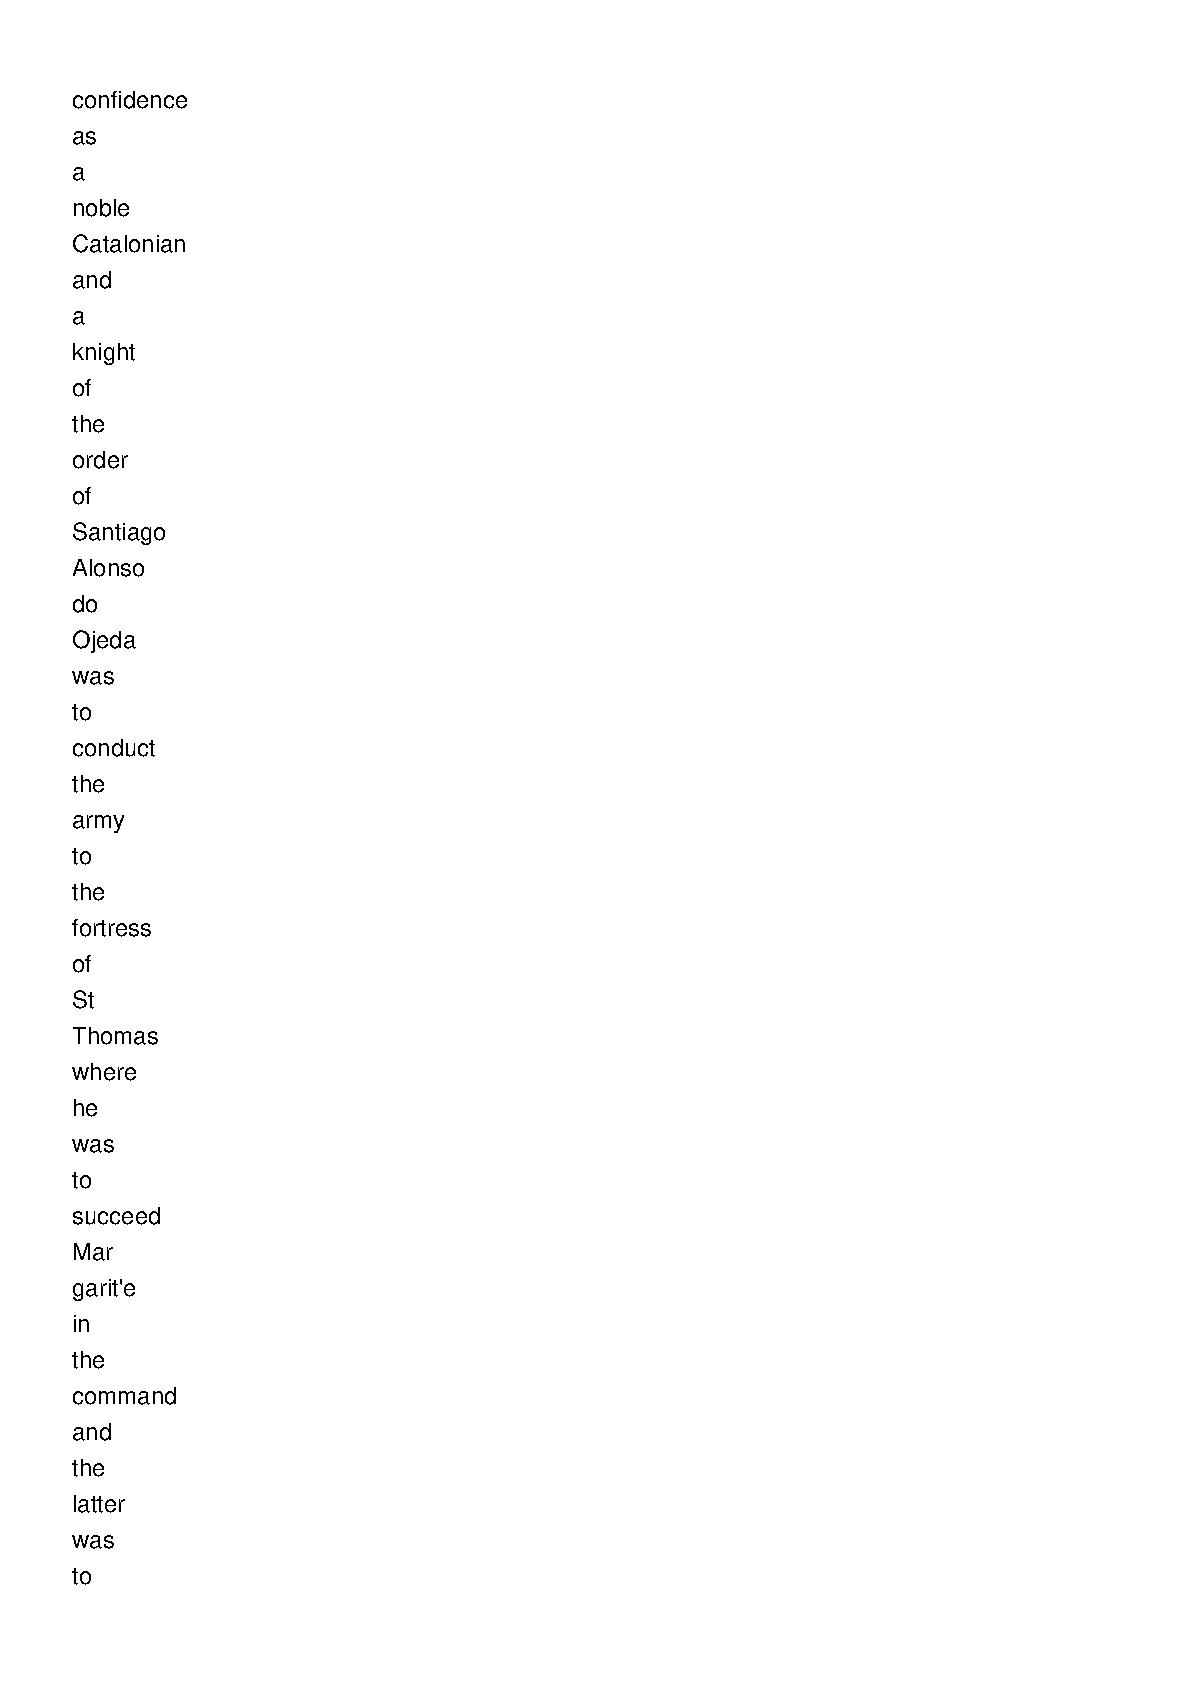 confidence
as
a
noble
Catalonian
and
a
knight
of
the
order
of
Santiago
Alonso
do
Ojeda
was
to
conduct
the
army
to
the
fortress
of
St
Thomas
where
he
was
to
succeed
Mar
garit'e
in
the
command
and
the
latter
was
to